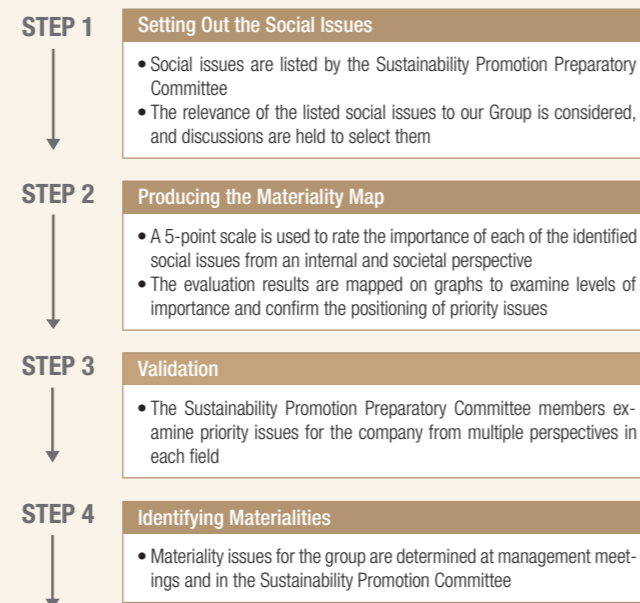 STEP 1
Setting Out the Social Issues
• Social issues are listed by the Sustainability Promotion Preparatory
Committee
• The relevance of the listed social issues to our Group is considered,
and discussions are held to select them
STEP 2
Producing the Materiality Map
• A 5-point scale is used to rate the importance of each of the identified
social issues from an internal and societal perspective
• The evaluation results are mapped on graphs to examine levels of
importance and confirm the positioning of priority issues
STEP 3
Validation
• The Sustainability Promotion Preparatory Committee members ex-
amine priority issues for the company from multiple perspectives in
each field
STEP 4
Identifying Materialities
• Materiality issues for the group are determined at management meet-
ings and in the Sustainability Promotion Committee